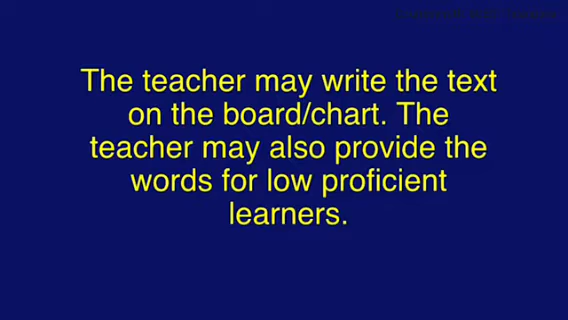 The teacher may write the text
on the board/chart. The
teacher may also provide the
words for low proficient
learners.